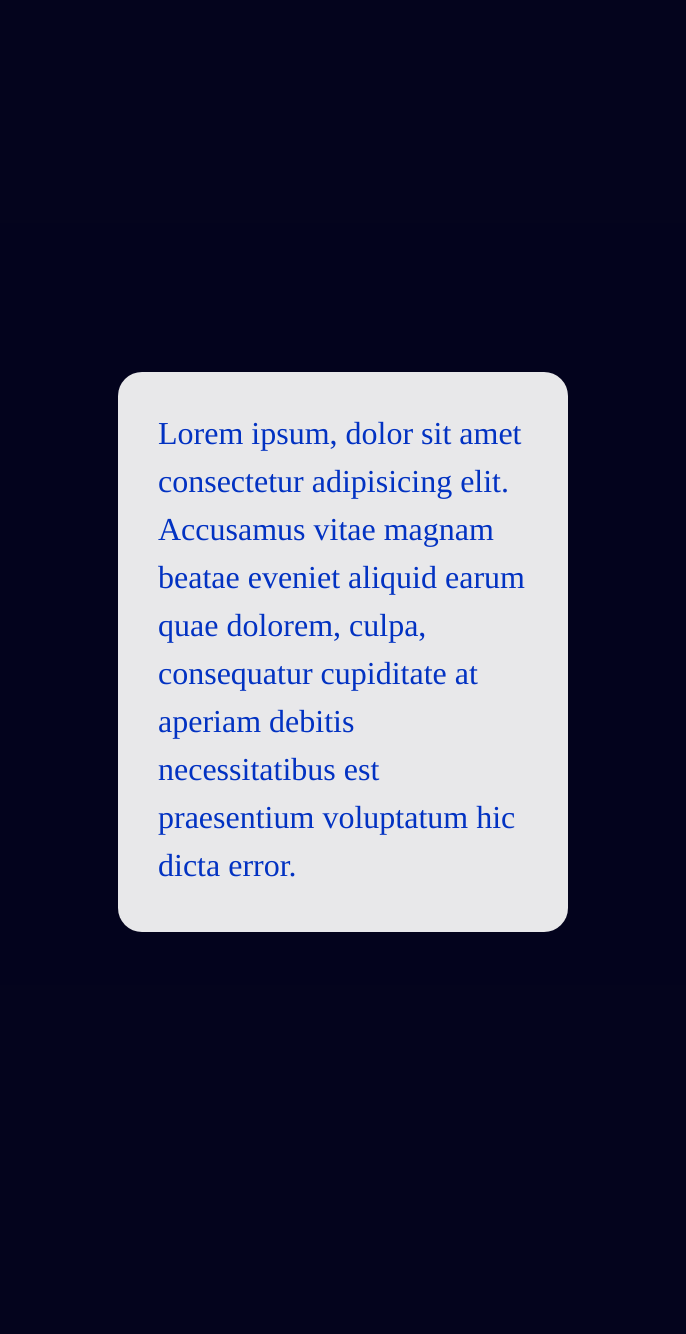 Lorem ipsum, dolor sit amet
consectetur adipisicing elit.
Accusamus vitae magnam
beatae eveniet aliquid earum
quae dolorem, culpa,
consequatur cupiditate at
aperiam debitis
necessitatibus est
praesentium voluptatum hic
dicta error.